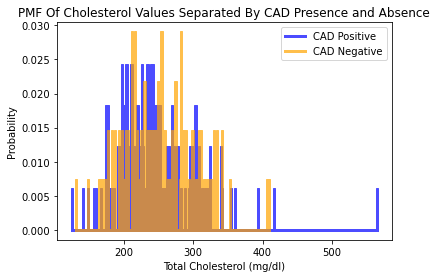 PMF Of Cholesterol Values Separated By CAD Presence and Absence
CAD Positive
CAD Negative
0.030
0.025
0.020
0.015
0.010
0.005
0.000
Probability
200
300
400
500
Total Cholesterol (mg/dl)